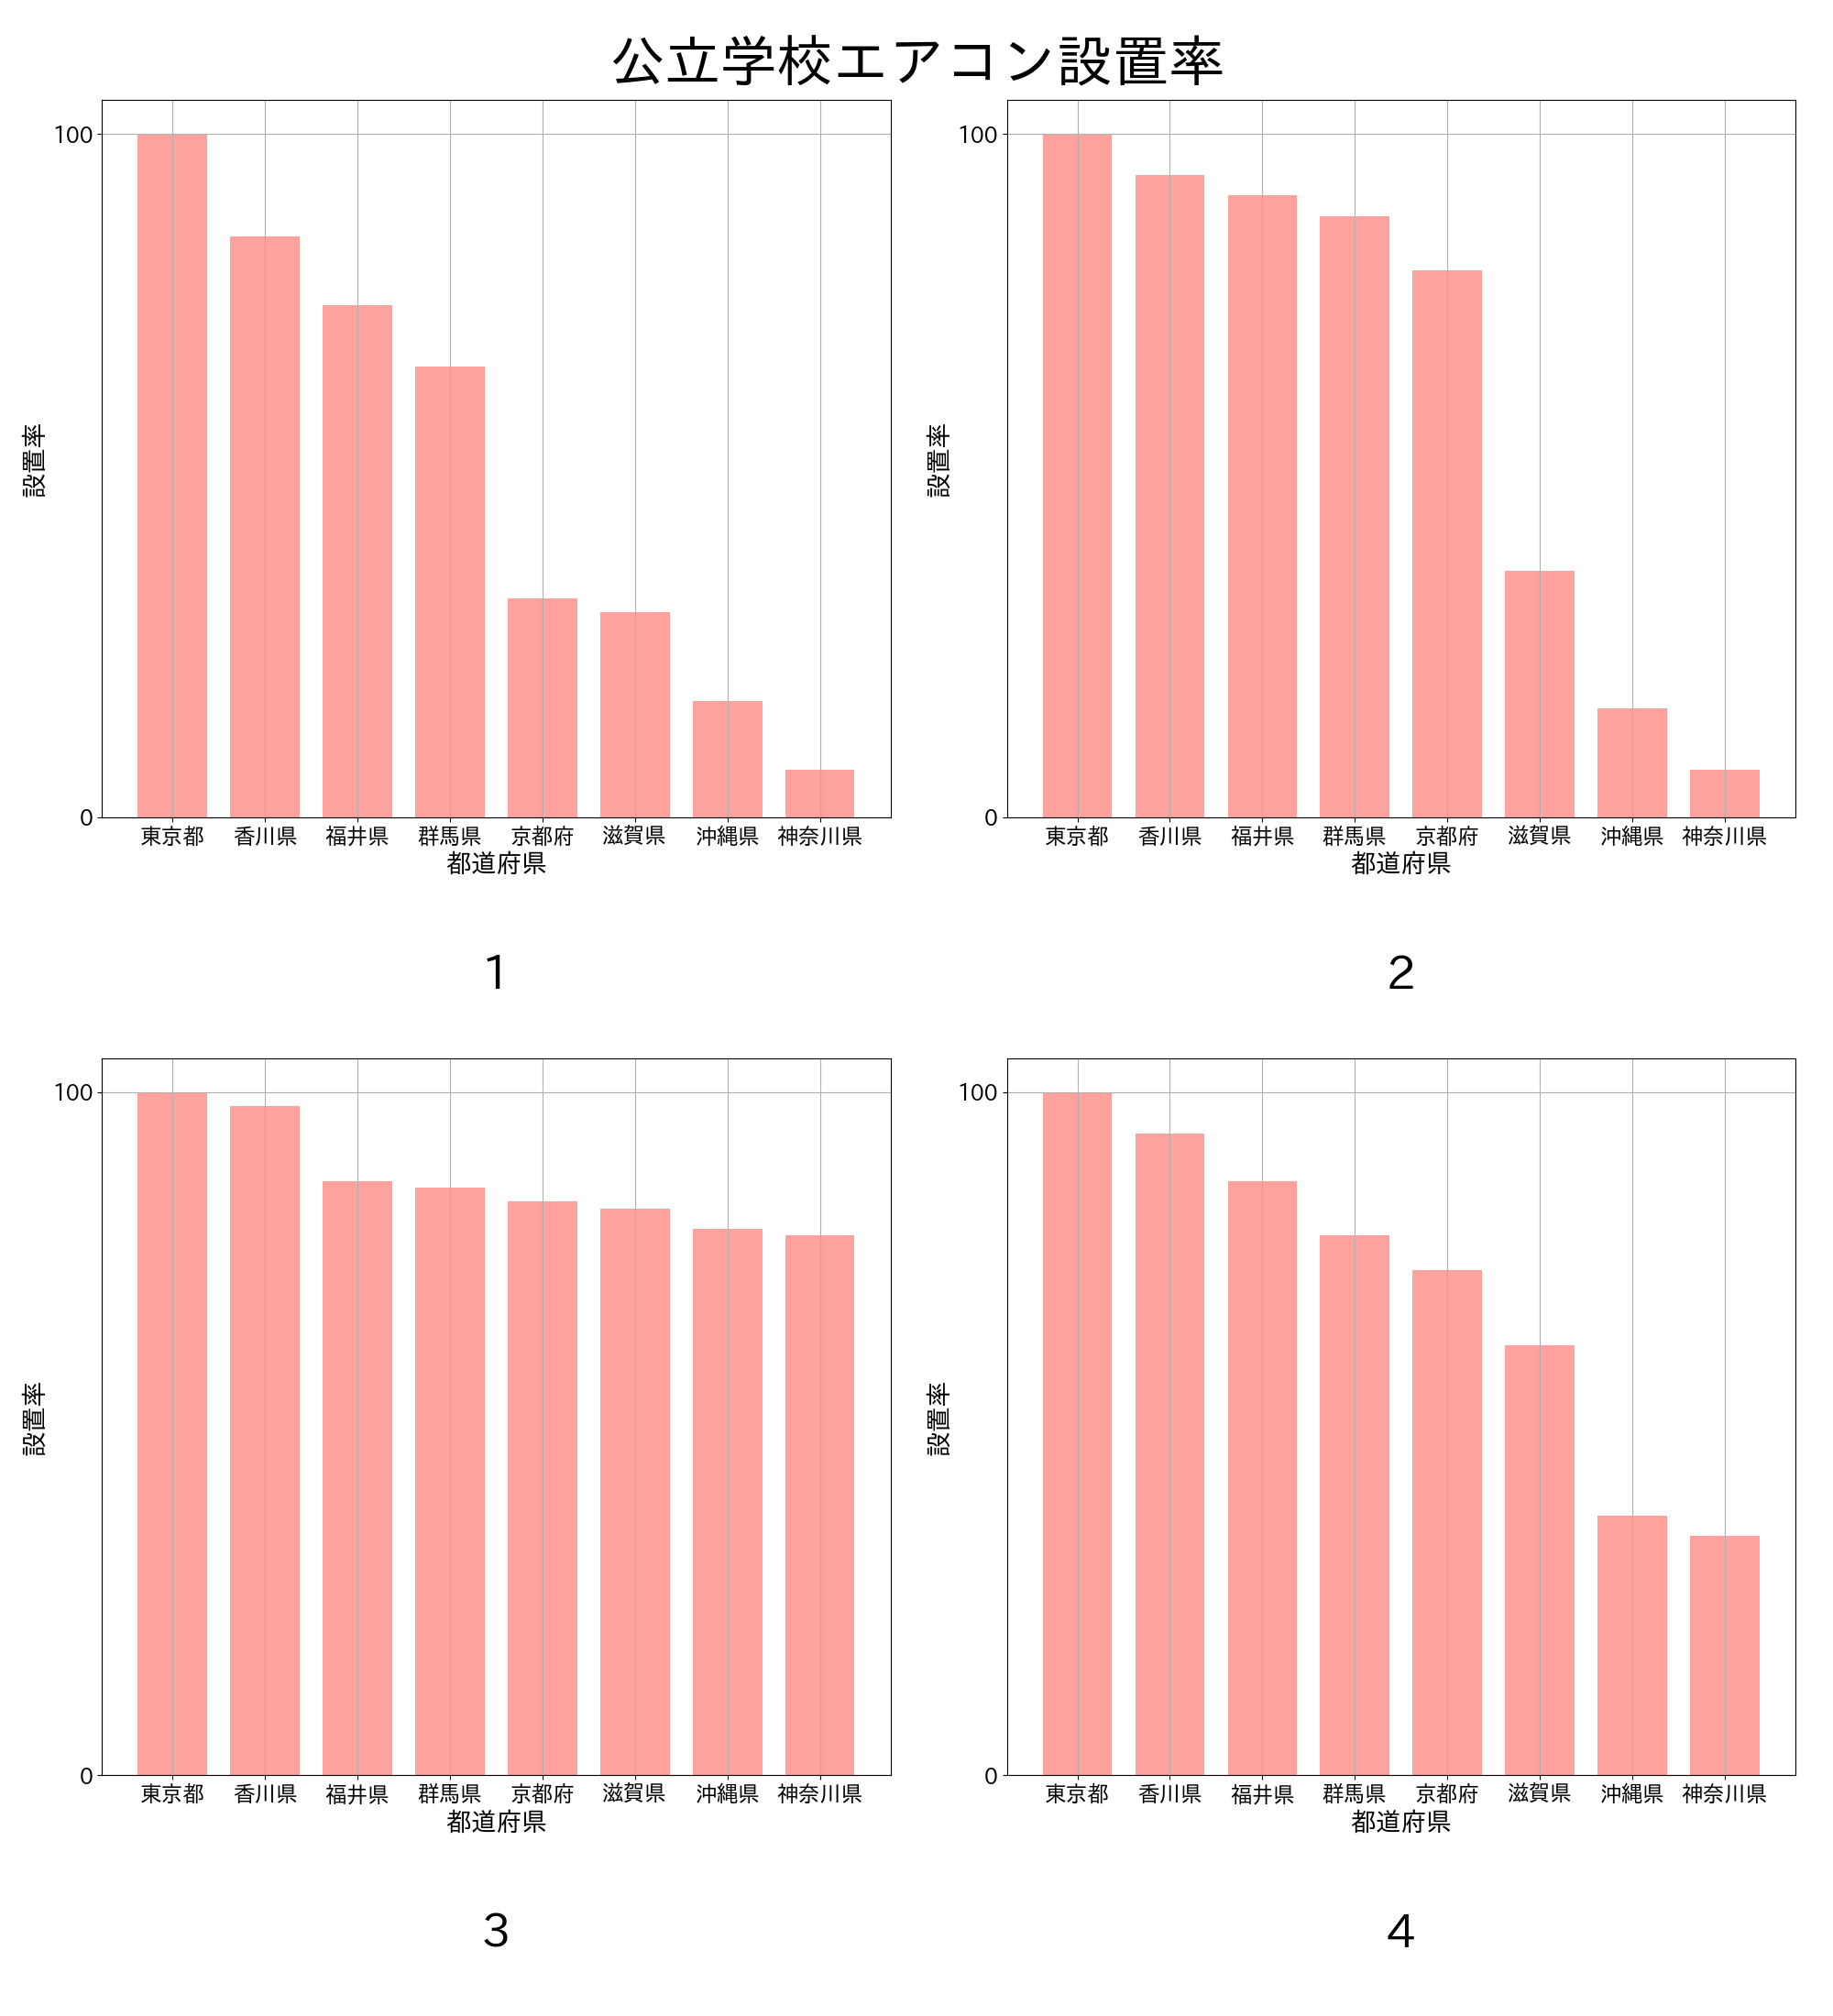 公立学校エアコン設置率
100
0
設置率
東京都 香川県 福井県 群馬県 京都府 滋賀県 沖縄県 神奈川県
都道府県
1
100
0
設置率
東京都 香川県 福井県 群馬県 京都府 滋賀県 沖縄県 神奈川県
都道府県
2
100
0
設置率
東京都 香川県 福井県 群馬県 京都府 滋賀県 沖縄県 神奈川県
都道府県
3
100
0
設置率
東京都 香川県 福井県 群馬県 京都府 滋賀県 沖縄県 神奈川県
都道府県
4